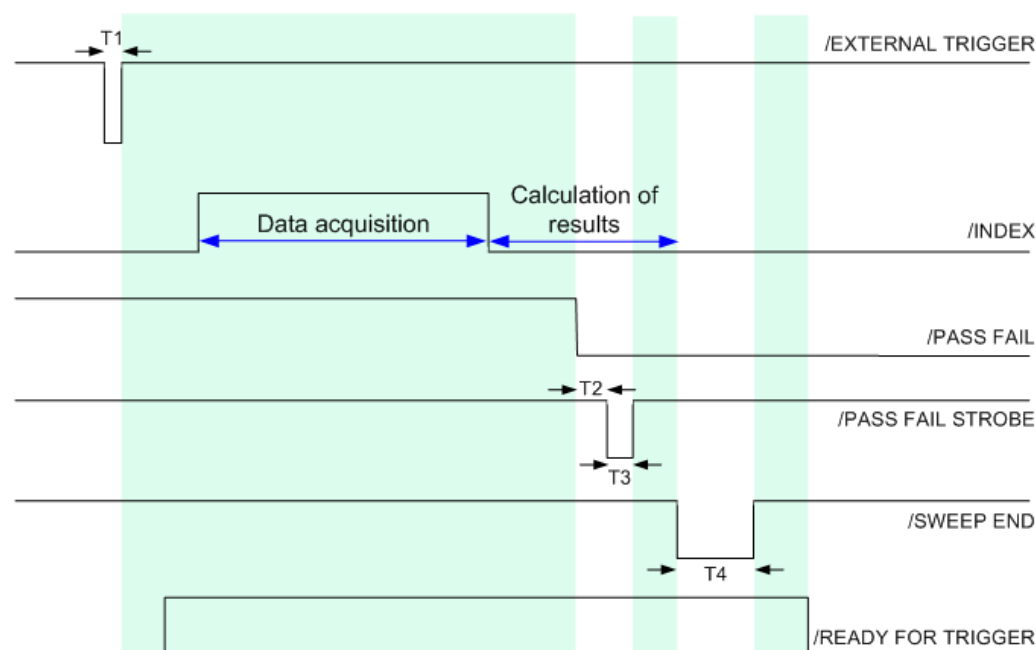 T1
/EXTERNAL TRIGGER
Data acquisition
Calculation of
results
/INDEX
/PASS FAIL
T2
/PASS FAIL STROBE
T3
/SWEEP END
T4
/READY FOR TRIGGER